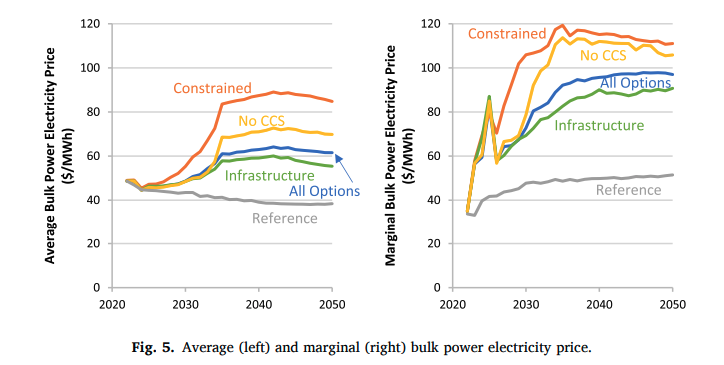 Average Bulk Power Electricity Price
($/MWh)
120
100
80
60
40
20
0
2020
2030
2040
2050
Constrained
No CCS
Infrastructure
All Options
Reference
Marginal Bulk Power Electricity Price
($/MWh)
120
100
80
60
40
20
0
2020
2030
2040
2050
Constrained
No CCS
All Options
Infrastructure
Reference
Fig. 5. Average (left) and marginal (right) bulk power electricity price.